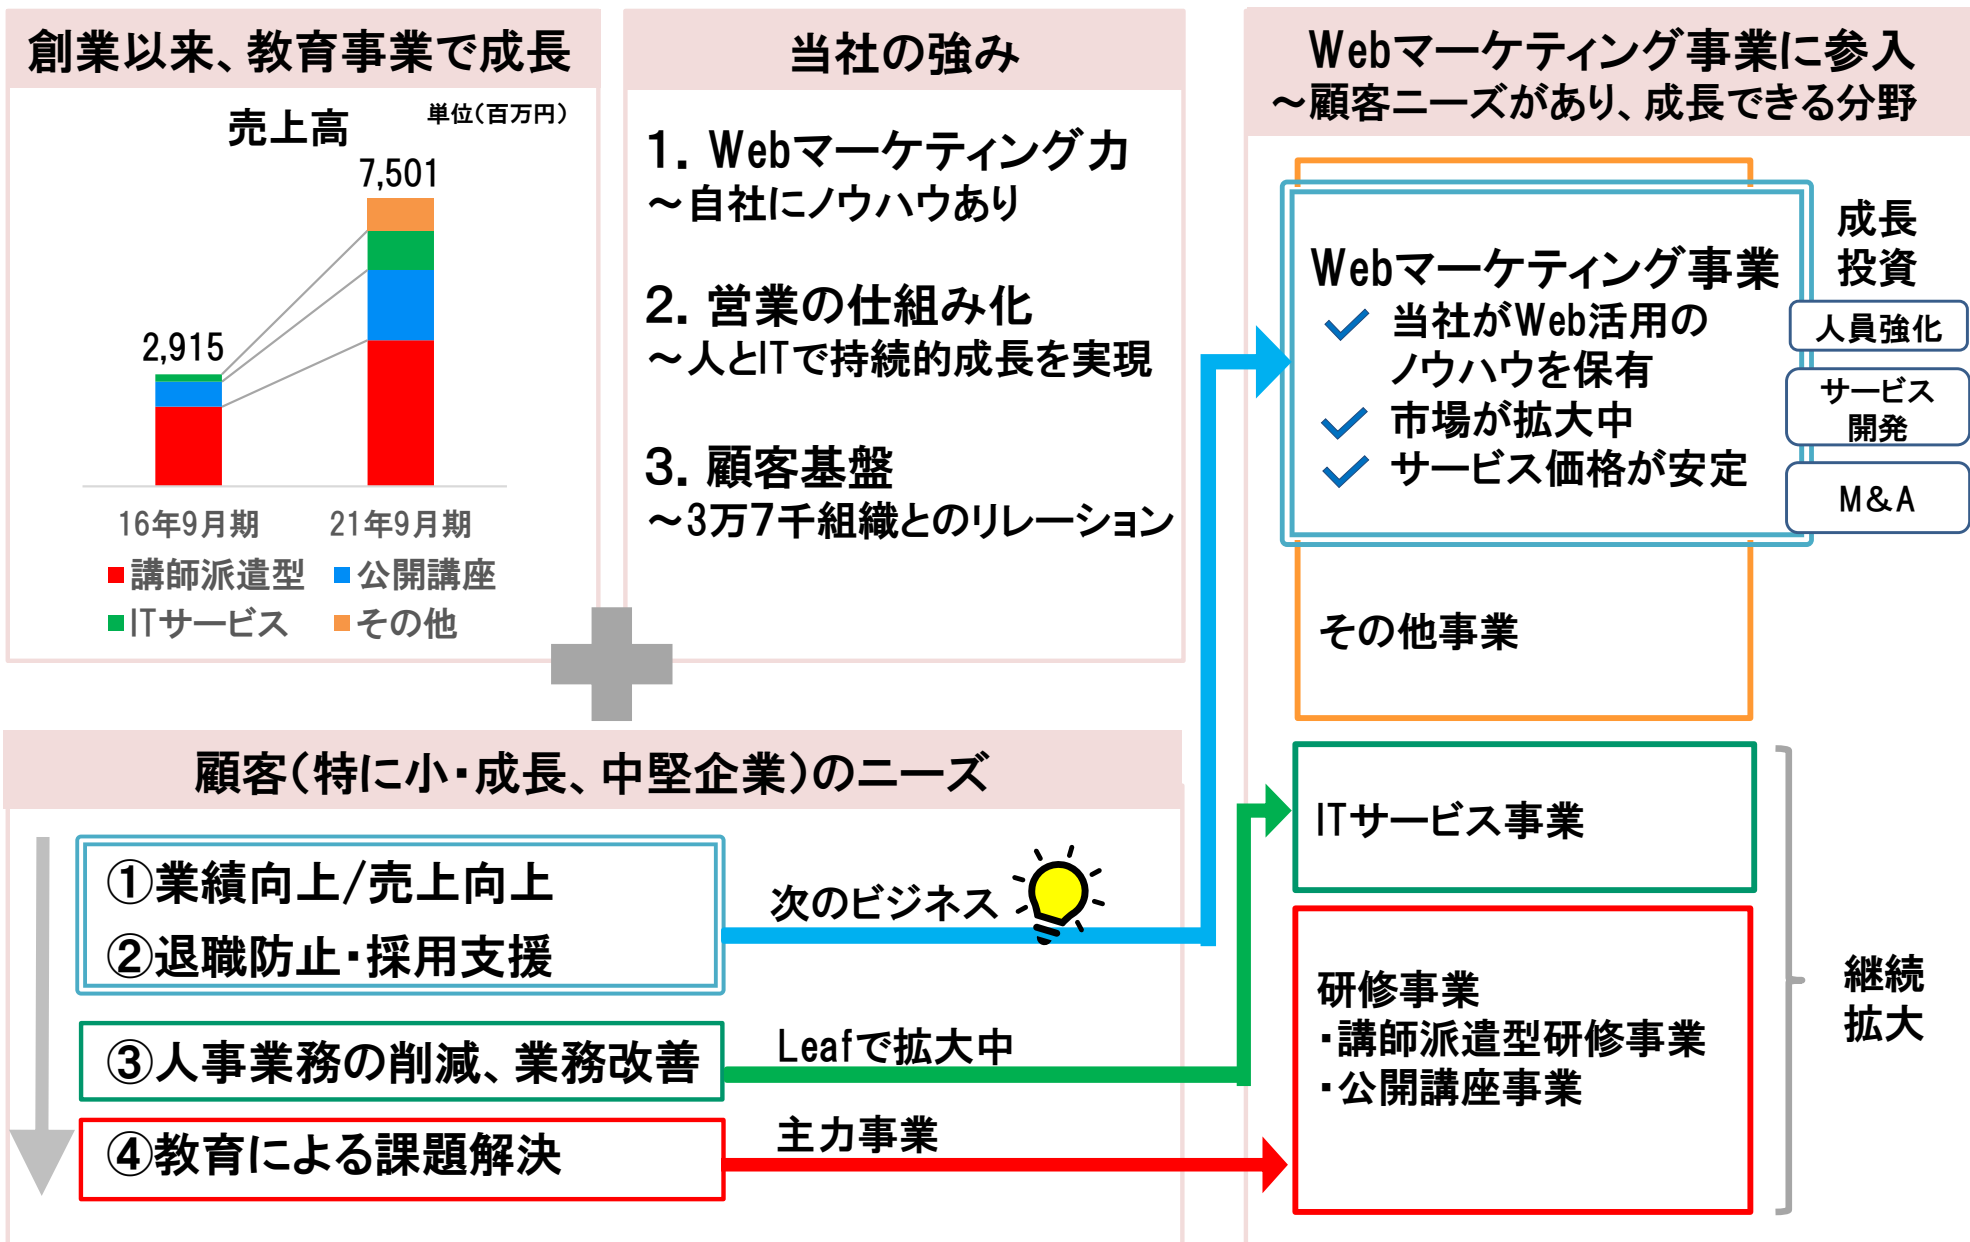 創業以来、教育事業で成長
売上高
単位(百万円)
7,501
2,915
16年9月期
21年9月期
講師派遣型
公開講座
ITサービス
その他
当社の強み
1. Webマーケティング力
～自社にノウハウあり
2. 営業の仕組み化
～人とITで持続的成長を実現
3. 顧客基盤
～3万7千組織とのリレーション
顧客(特に小・成長、中堅企業)のニーズ
①業績向上/売上向上
②退職防止・採用支援
③人事業務の削減、業務改善
④教育による課題解決
次のビジネス
Leafで拡大中
主力事業
Webマーケティング事業に参入
～顧客ニーズがあり、成長できる分野
Webマーケティング事業
当社がWeb活用の
ノウハウを保有
市場が拡大中
サービス価格が安定
成長
投資
人員強化
サービス
開発
M&A
その他事業
ITサービス事業
研修事業
・講師派遣型研修事業
・公開講座事業
継続
拡大